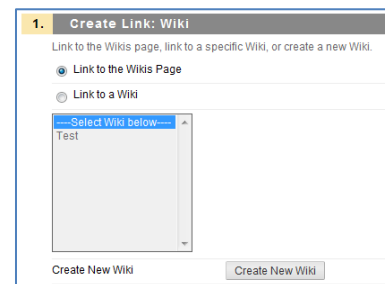 1. Create Link: Wiki
Link to the Wikis page, link to a specific Wiki, or create a new Wiki.
Link to the Wikis Page
Link to a Wiki
----Select Wiki below----
Test
Create New Wiki Create New Wiki